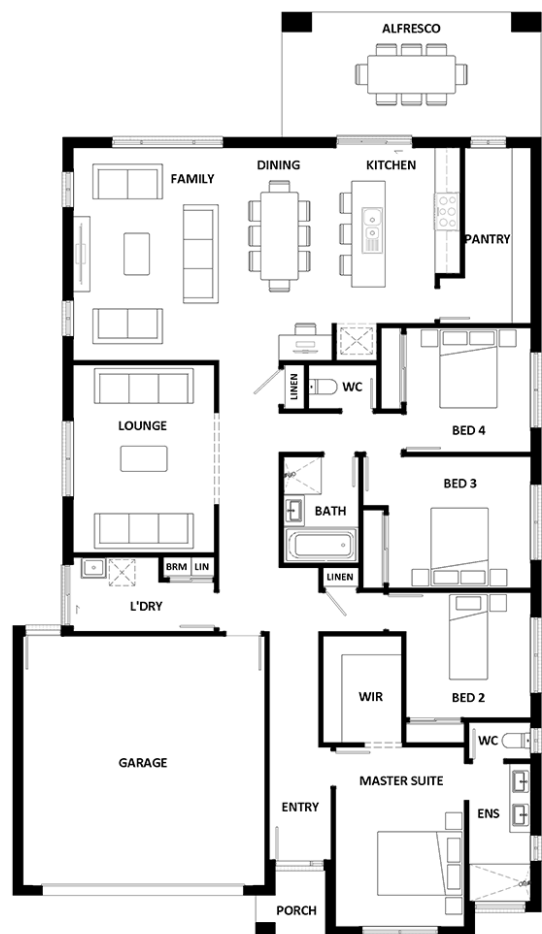 ALFRESCO
FAMILY
DINING
KITCHEN
PANTRY
LINEN
WC
BED 4
LOUNGE
BED 3
BATH
BRM
LIN
LINEN
L'DRY
WIR
BED 2
WC
GARAGE
MASTER SUITE
ENTRY
ENS
PORCH